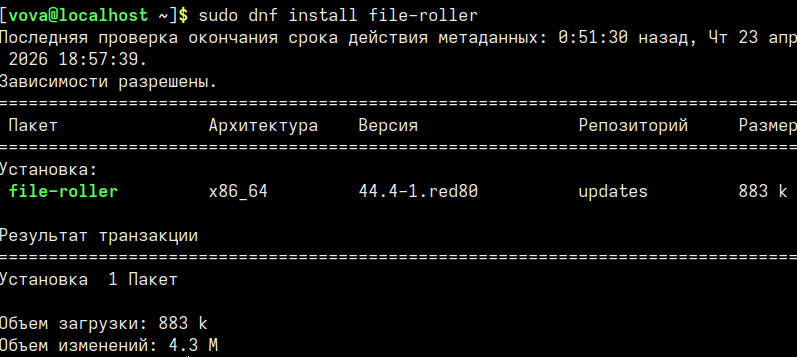 [vova@localhost ~]$ sudo dnf install file-roller
Последняя проверка окончания срока действия метаданных: 0:51:30 назад, Чт 23 апр
 2026 18:57:39.
Зависимости разрешены.
================================================================================
 Пакет Архитектура Версия Репозиторий Размер
================================================================================
Установка:
 file-roller x86_64 44.4-1.red80 updates 883 k

Результат транзакции
================================================================================
Установка  1 Пакет

Объем загрузки: 883 k
Объем изменений: 4.3 M